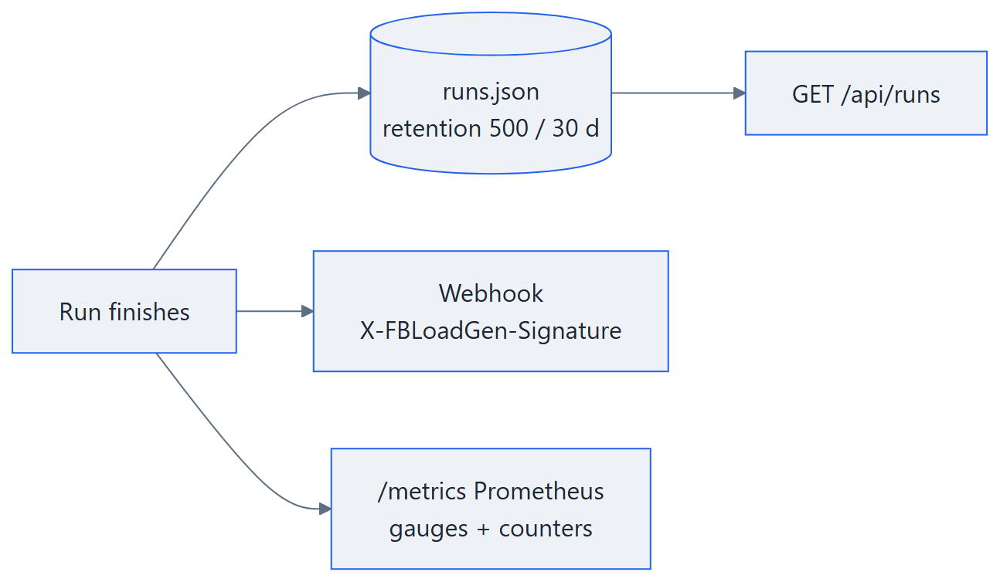 runs.json
retention 500 / 30 d
GET /api/runs
Run finishes
Webhook
X-FBLoadGen-Signature
/metrics Prometheus
gauges + counters